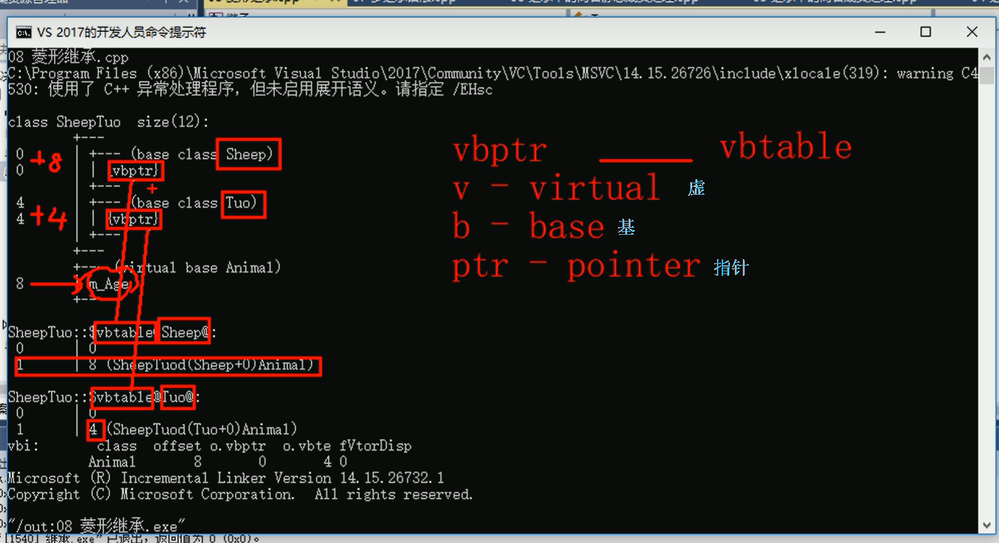 VS 2017的开发人员命令提示符
08 菱形继承.cpp
C:\Program Files (x86)\Microsoft Visual Studio\2017\Community\VC\Tools\MSVC\14.15.26726\include\xlocale(319): warning C4
530: 使用了 C++ 异常处理程序，但未启用展开语义。请指定 /EHsc
class SheepTuo  size(12):
+---
0 | +--- (base class Sheep)
0 | | {vbptr}
| +---
4 | +--- (base class Tuo)
4 | | {vbptr}
| +---
+---
+--- (virtual base Animal)
8 | m_Age
+---
+8
+
+4
vbptr ____ vbtable
v - virtual 虚
b - base 基
ptr - pointer 指针
SheepTuo::$vbtable@Sheep@:
0 | 0
1 | 8 (SheepTuod(Sheep+0)Animal)
SheepTuo::$vbtable@Tuo@:
0 | 0
1 | 4 (SheepTuod(Tuo+0)Animal)
vbi: class offset o.vbptr o.vbte fVtorDisp
Animal 8 0 4 0
Microsoft (R) Incremental Linker Version 14.15.26732.1
Copyright (C) Microsoft Corporation.  All rights reserved.
"/out:08 菱形继承.exe"
[1540] 继承.exe”已退出，返回值为 0 (0x0)。